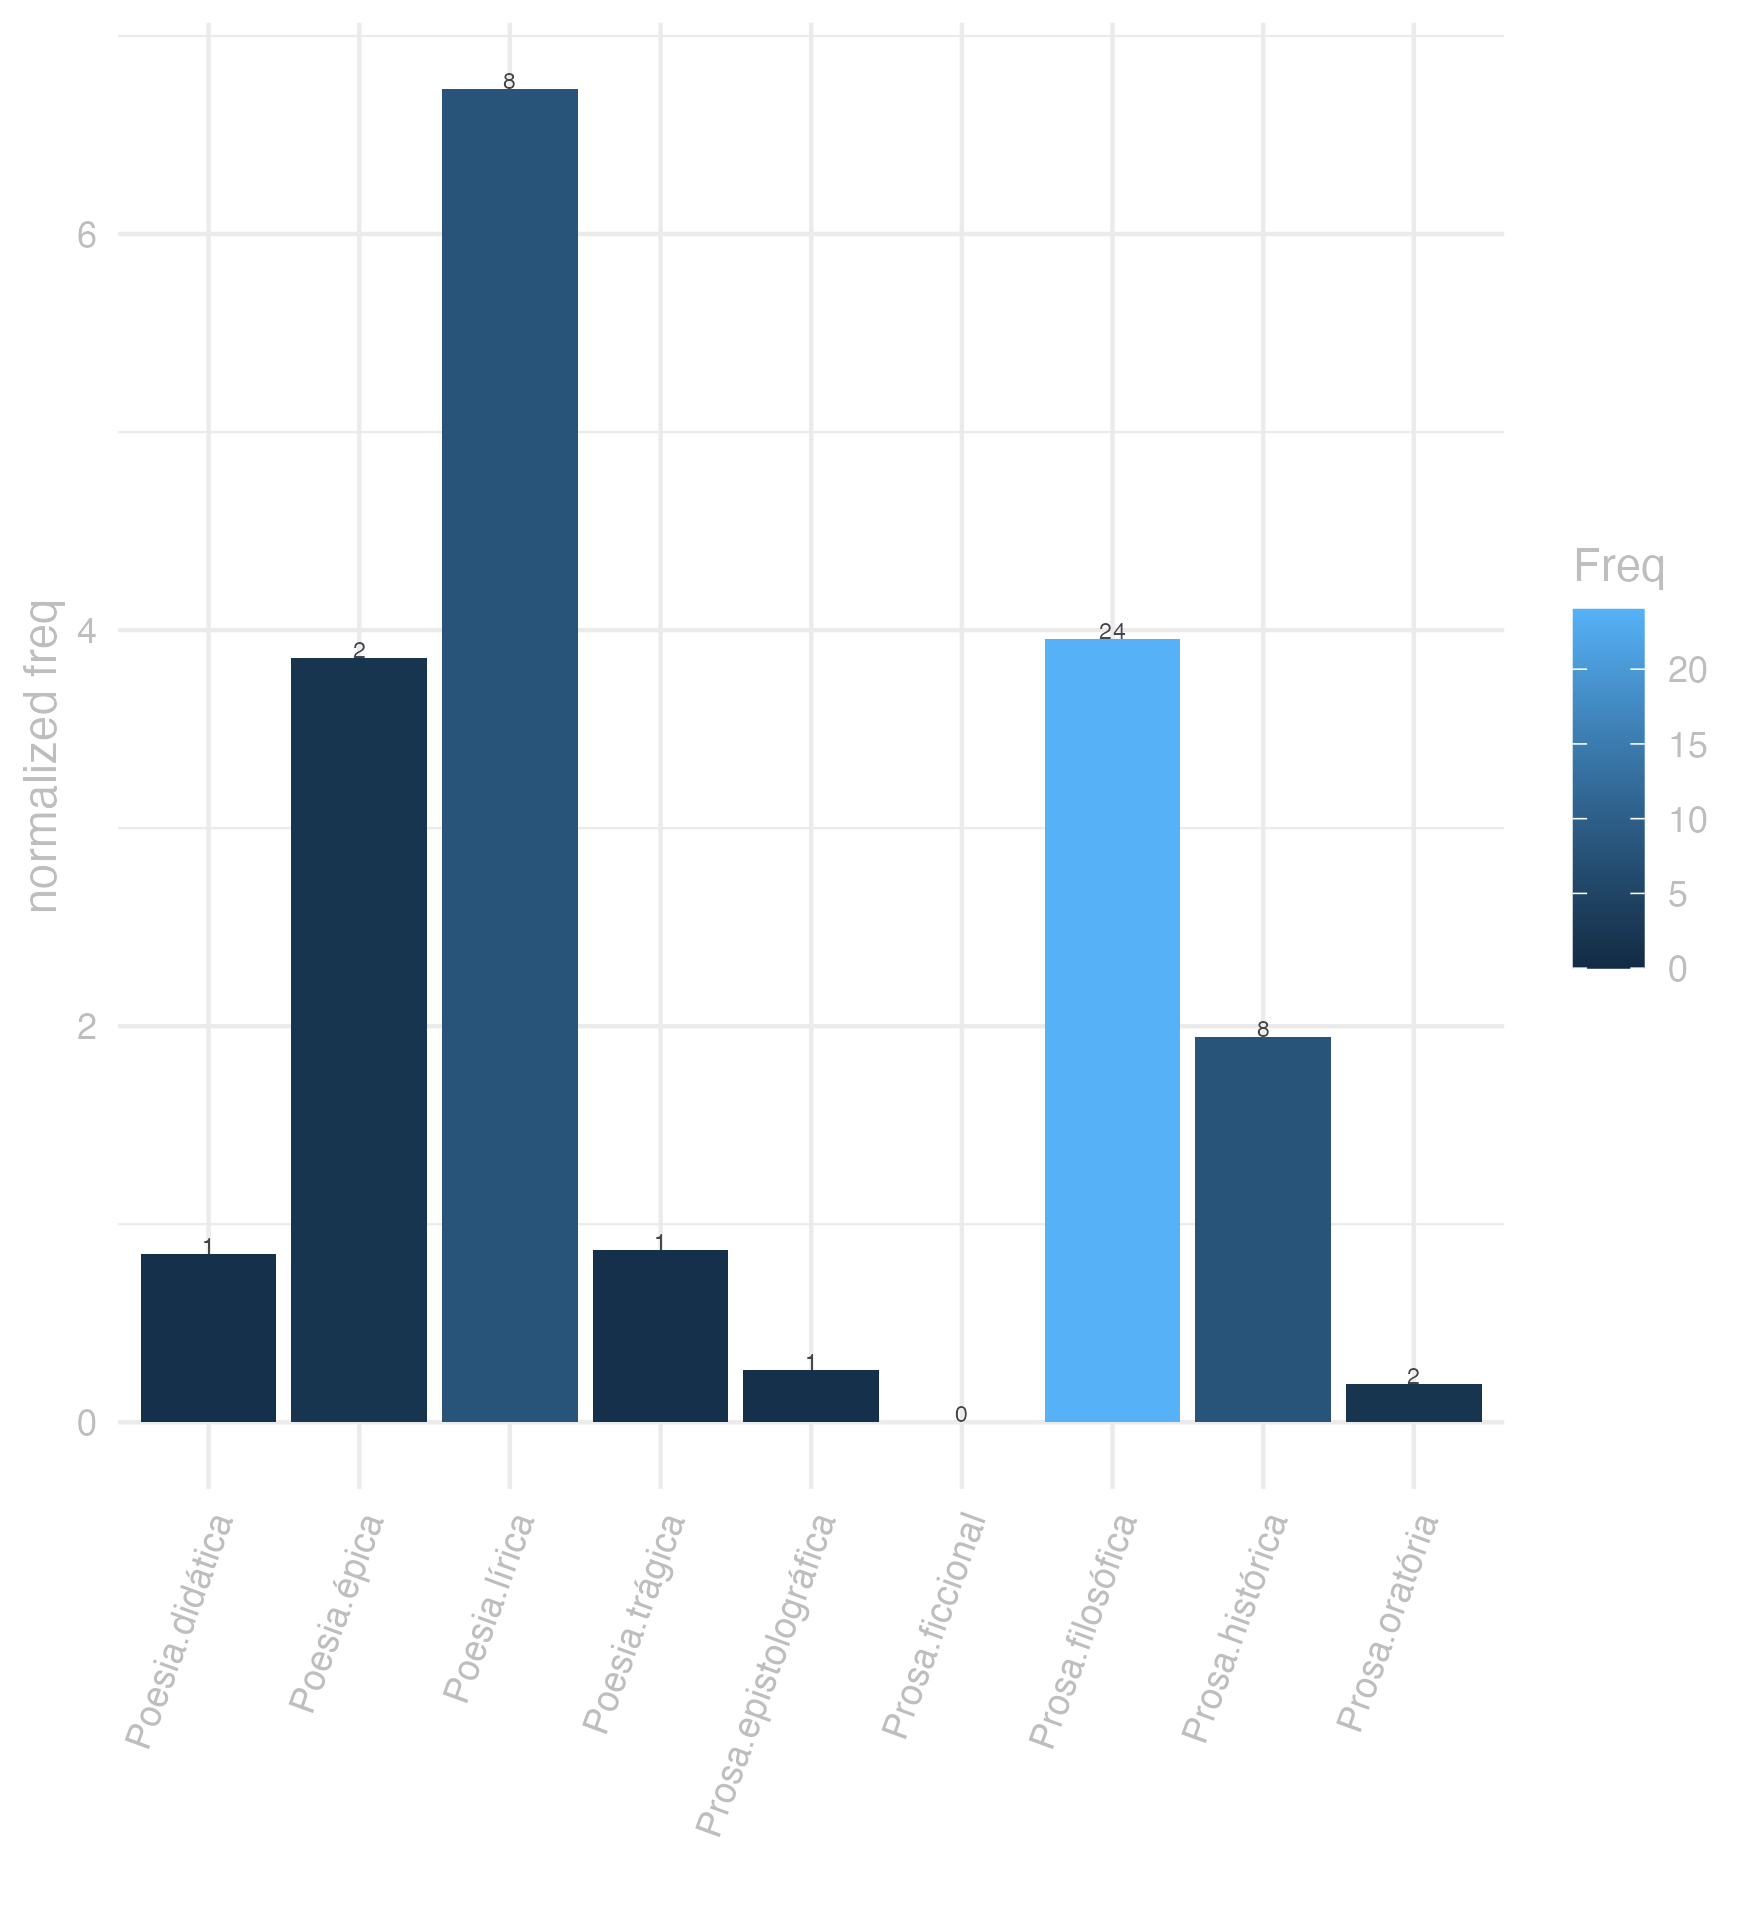 8
6
24
4
2
8
2
1
1
1
2
0
0
normalized freq
Poesia.didática
Poesia.épica
Poesia.lírica
Poesia.trágica
Prosa.epistolográfica
Prosa.ficcional
Prosa.filosófica
Prosa.histórica
Prosa.oratória
Freq
20
15
10
5
0